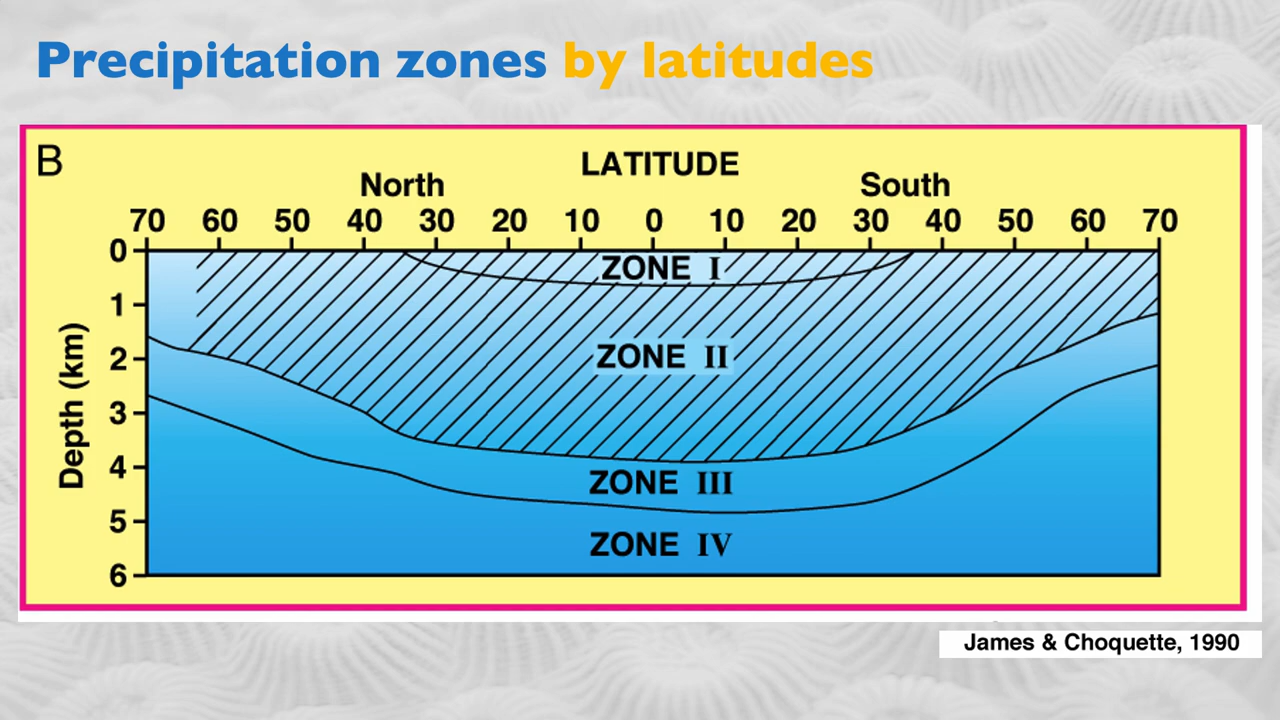 Precipitation zones by latitudes
B
LATITUDE
North South
70 60 50 40 30 20 10 0 10 20 30 40 50 60 70
Depth (km)
0
1
2
3
4
5
6
ZONE I
ZONE II
ZONE III
ZONE IV
James & Choquette, 1990